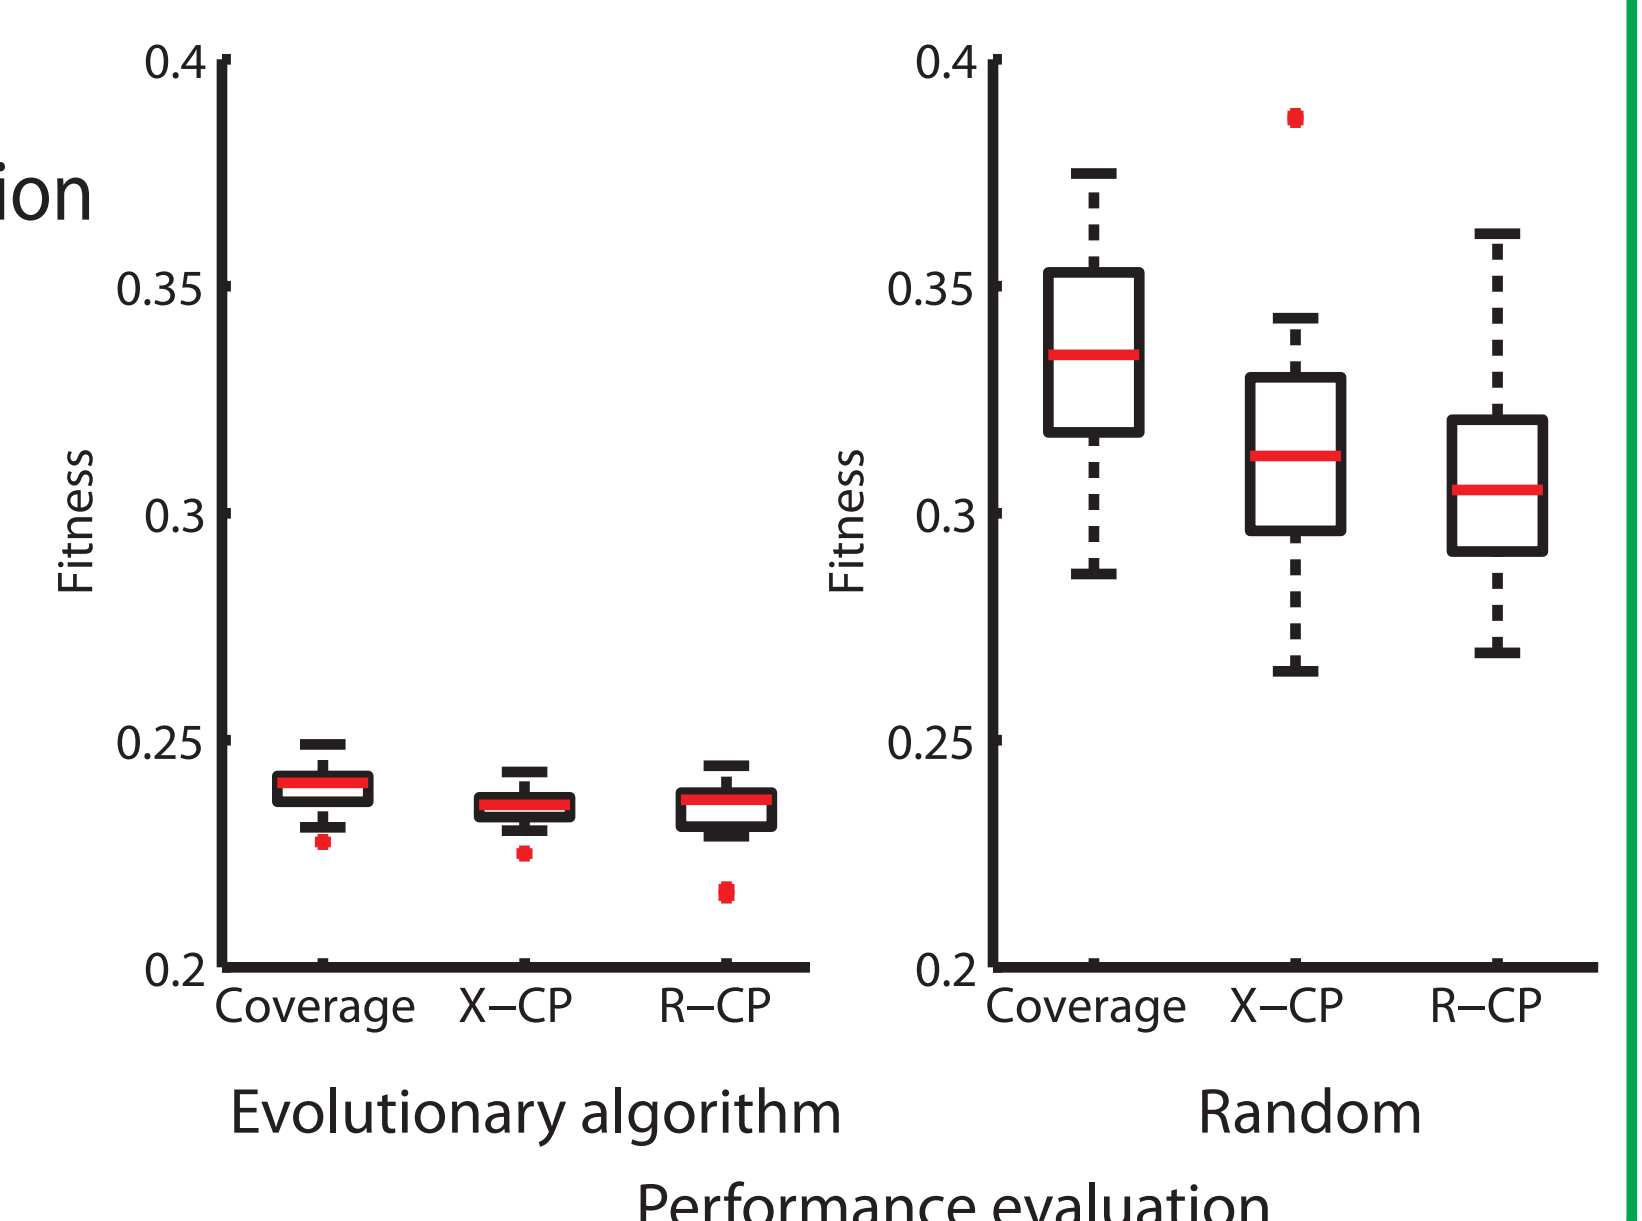 ion
0.4
0.35
0.3
0.25
0.2
Fitness
Coverage X–CP R–CP
Evolutionary algorithm
0.4
0.35
0.3
0.25
0.2
Fitness
Coverage X–CP R–CP
Random
Performance evaluation